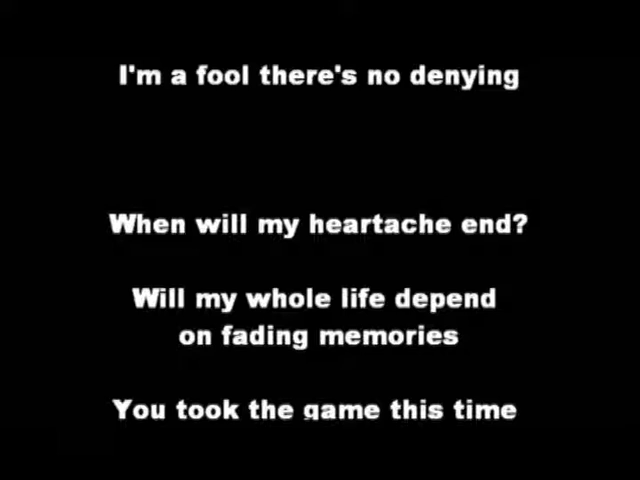 I'm a fool there's no denying
When will my heartache end?
Will my whole life depend
on fading memories
You took the game this time